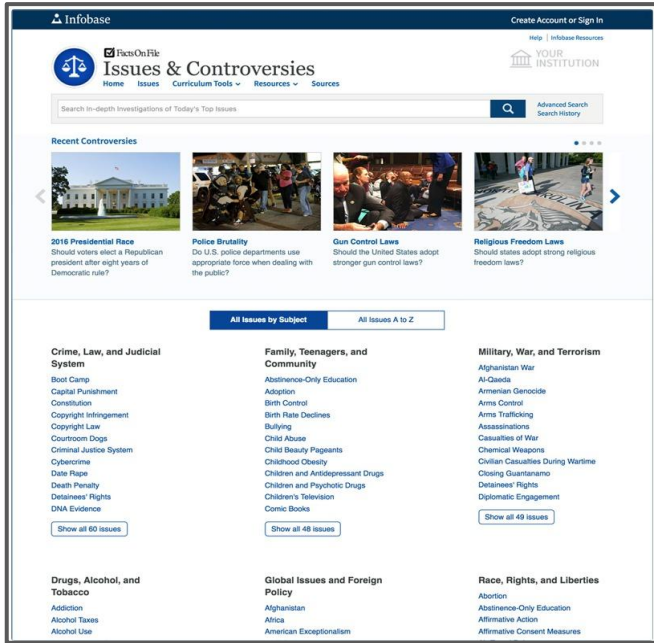 Infobase
Create Account or Sign In
Help | Infobase Resources
FactsOnFile
Issues & Controversies
YOUR INSTITUTION
Home Issues Curriculum Tools Resources Sources
Search In-depth Investigations of Today's Top Issues
Advanced Search
Search History
Recent Controversies
2016 Presidential Race
Should voters elect a Republican
president after eight years of
Democratic rule?
Police Brutality
Do U.S. police departments use
appropriate force when dealing with
the public?
Gun Control Laws
Should the United States adopt
stronger gun control laws?
Religious Freedom Laws
Should states adopt strong religious
freedom laws?
All Issues by Subject
All Issues A to Z
Crime, Law, and Judicial
System
Boot Camp
Capital Punishment
Constitution
Copyright Infringement
Copyright Law
Courtroom Dogs
Criminal Justice System
Cybercrime
Date Rape
Death Penalty
Detainees' Rights
DNA Evidence
Show all 60 issues
Family, Teenagers, and
Community
Abstinence-Only Education
Adoption
Birth Control
Birth Rate Declines
Bullying
Child Abuse
Child Beauty Pageants
Childhood Obesity
Children and Antidepressant Drugs
Children and Psychotic Drugs
Children's Television
Comic Books
Show all 48 issues
Military, War, and Terrorism
Afghanistan War
Al-Qaeda
Armenian Genocide
Arms Control
Arms Trafficking
Assassinations
Casualties of War
Chemical Weapons
Civilian Casualties During Wartime
Closing Guantanamo
Detainees' Rights
Diplomatic Engagement
Show all 49 issues
Drugs, Alcohol, and
Tobacco
Addiction
Alcohol Taxes
Alcohol Use
Global Issues and Foreign
Policy
Afghanistan
Africa
American Exceptionalism
Race, Rights, and Liberties
Abortion
Abstinence-Only Education
Affirmative Action
Affirmative Consent Measures